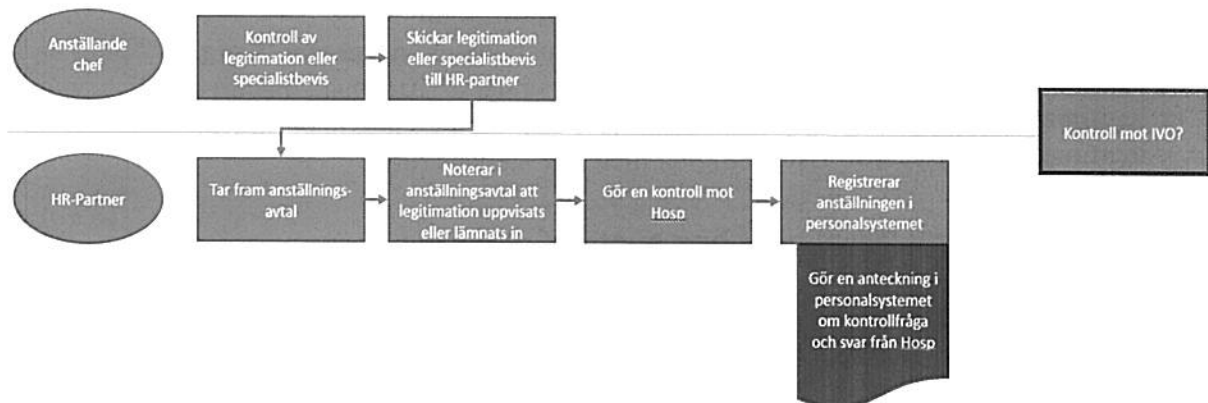 Anställande
chef
Kontroll av
legitimation eller
specialistbevis
Skickar legitimation
eller specialistbevis
till HR-partner
Kontroll mot IVO?
HR-Partner
Tar fram anställnings-
avtal
Noterar i
anställningsavtal att
legitimation uppvisats
eller lämnats in
Gör en kontroll mot
Hosp
Registrerar
anställningen i
personalsystemet
Gör en anteckning i
personalsystemet
om kontrollfråga
och svar från Hosp